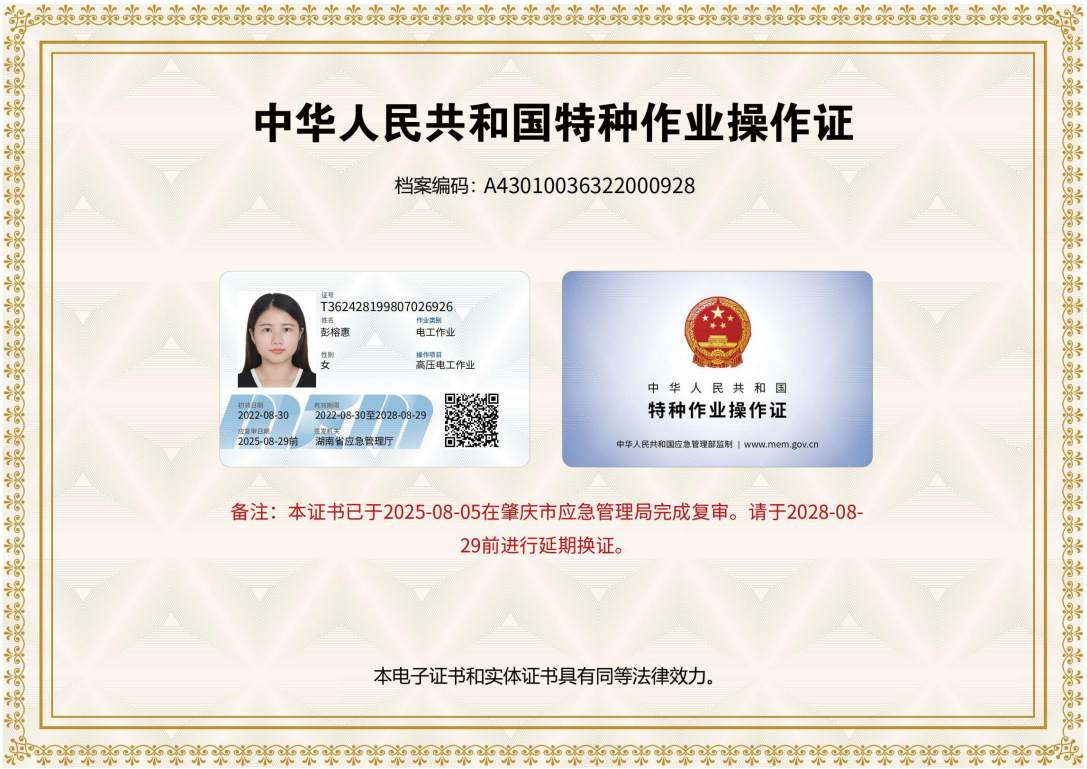 中华人民共和国特种作业操作证
档案编码：A43010036322000928
证号
T362428199807026926
姓名
彭榕惠
作业类别
电工作业
性别
女
操作项目
高压电工作业
初领日期
2022-08-30
有效期限
2022-08-30至2028-08-29
应复审日期
2025-08-29前
签发机关
湖南省应急管理厅
中华人民共和国
特种作业操作证
中华人民共和国应急管理部监制 | www.mem.gov.cn
备注：本证书已于2025-08-05在肇庆市应急管理局完成复审。请于2028-08-
29前进行延期换证。
本电子证书和实体证书具有同等法律效力。